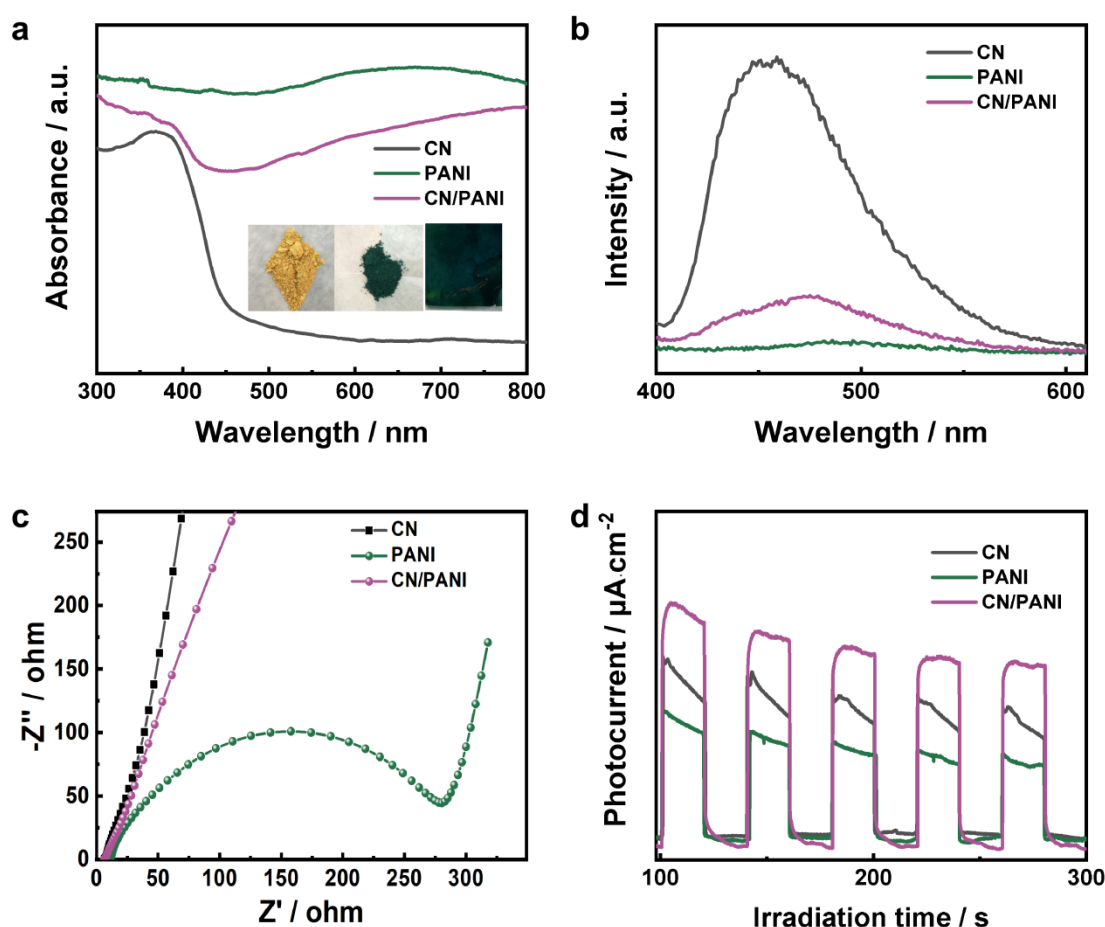 a
Absorbance / a.u.
CN
PANI
CN/PANI
300 400 500 600 700 800
Wavelength / nm
b
Intensity / a.u.
CN
PANI
CN/PANI
400 500 600
Wavelength / nm
c
-Z'' / ohm
CN
PANI
CN/PANI
250
200
150
100
50
0
0 50 100 150 200 250 300
Z' / ohm
d
Photocurrent / μA.cm⁻²
CN
PANI
CN/PANI
100 200 300
Irradiation time / s